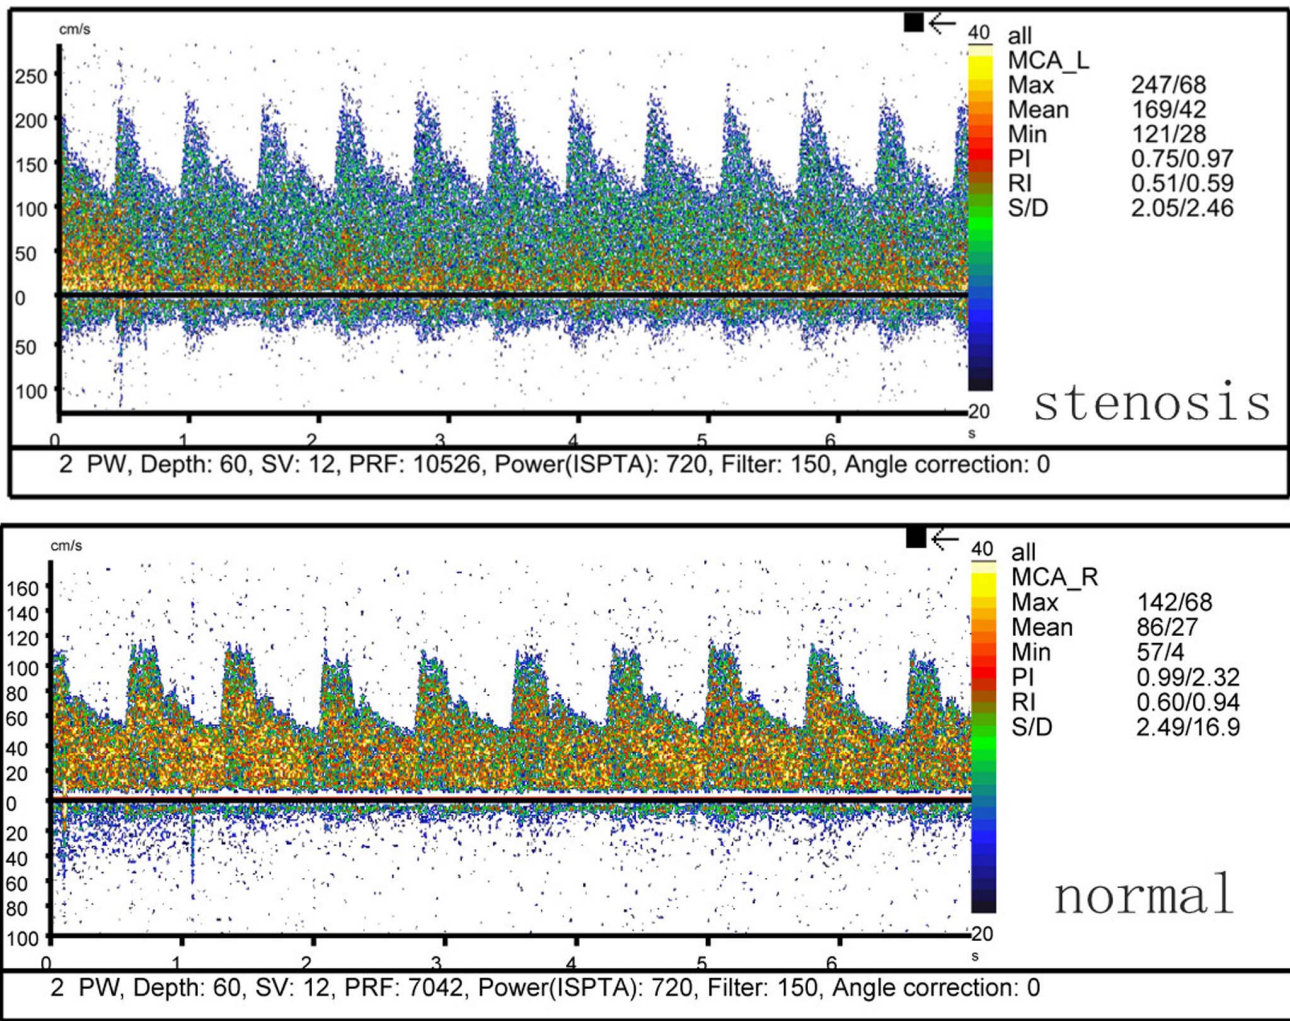 cm/s
40
all
MCA_L
Max 247/68
Mean 169/42
Min 121/28
PI 0.75/0.97
RI 0.51/0.59
S/D 2.05/2.46
250
200
150
100
50
0
50
100
20
s
0 1 2 3 4 5 6
stenosis
2 PW, Depth: 60, SV: 12, PRF: 10526, Power(ISPTA): 720, Filter: 150, Angle correction: 0
cm/s
40
all
MCA_R
Max 142/68
Mean 86/27
Min 57/4
PI 0.99/2.32
RI 0.60/0.94
S/D 2.49/16.9
160
140
120
100
80
60
40
20
0
20
40
60
80
100
20
s
0 1 2 3 4 5 6
normal
2 PW, Depth: 60, SV: 12, PRF: 7042, Power(ISPTA): 720, Filter: 150, Angle correction: 0